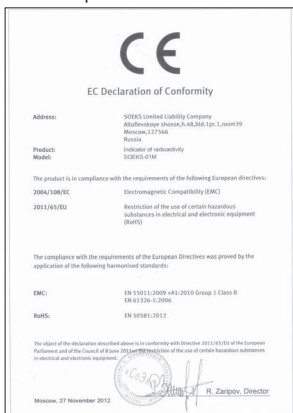 CE
EC Declaration of Conformity
Address: SOEKS Limited Liability Company
Altufievskoye shosse,h.48,bld.1pr.1,room39
Moscow,127566
Russia
Product: Indicator of radioactivity
Model: SOEKS-01M
The product is in compliance with the requirements of the following European directives:
2004/108/EC Electromagnetic Compatibility (EMC)
2011/65/EU Restriction of the use of certain hazardous
substances in electrical and electronic equipment
(RoHS)
The compliance with the requirements of the European Directives was proved by the
application of the following harmonised standards:
EMC: EN 55011:2009 +A1:2010 Group 1 Class B
EN 61326-1:2006
RoHS: EN 50581:2012
The object of the declaration described above is in conformity with Directive 2011/65/EU of the European
Parliament and of the Council of 8 June 2011 on the restriction of the use of certain hazardous substances
in electrical and electronic equipment.
R. Zaripov, Director
Moscow, 27 November 2012